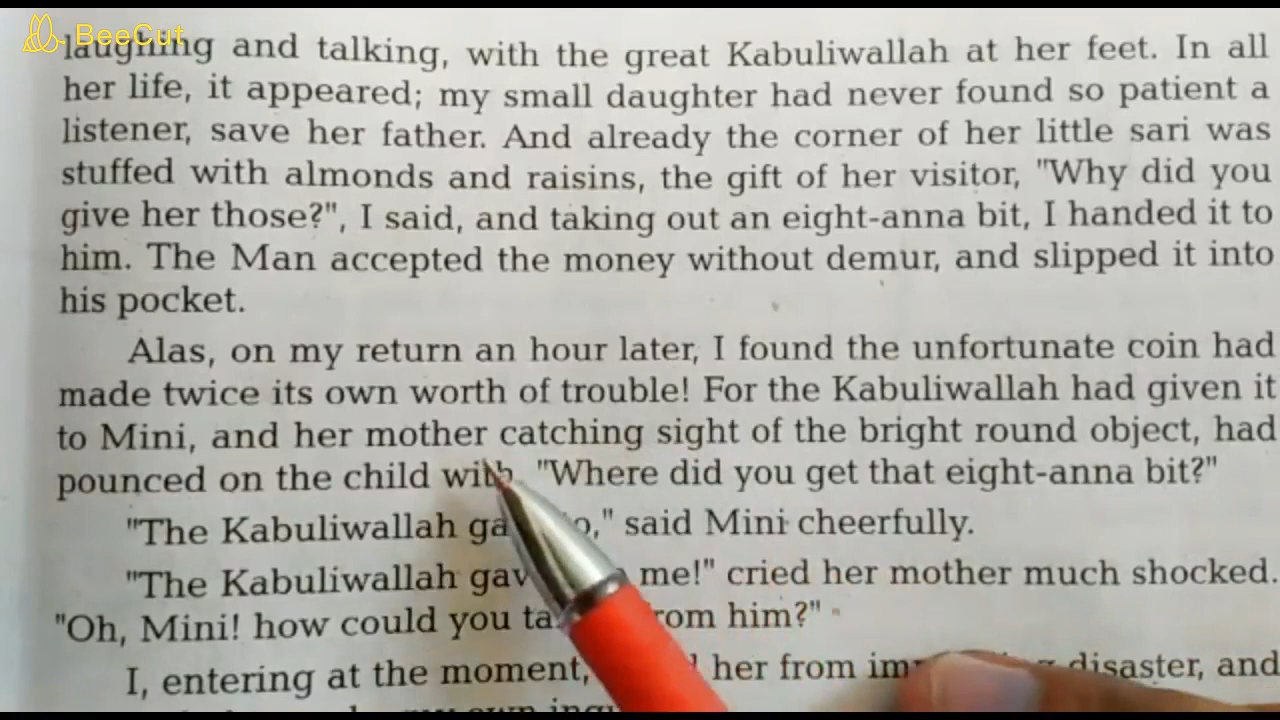 BeeCut
laughing and talking, with the great Kabuliwallah at her feet. In all
her life, it appeared; my small daughter had never found so patient a
listener, save her father. And already the corner of her little sari was
stuffed with almonds and raisins, the gift of her visitor, "Why did you
give her those?", I said, and taking out an eight-anna bit, I handed it to
him. The Man accepted the money without demur, and slipped it into
his pocket.
Alas, on my return an hour later, I found the unfortunate coin had
made twice its own worth of trouble! For the Kabuliwallah had given it
to Mini, and her mother catching sight of the bright round object, had
pounced on the child with, "Where did you get that eight-anna bit?"
"The Kabuliwallah said Mini cheerfully.
"The Kabuliwallah me!" cried her mother much shocked.
"Oh, Mini! how could you from him?"
I, entering at the moment, her from disaster, and
my own